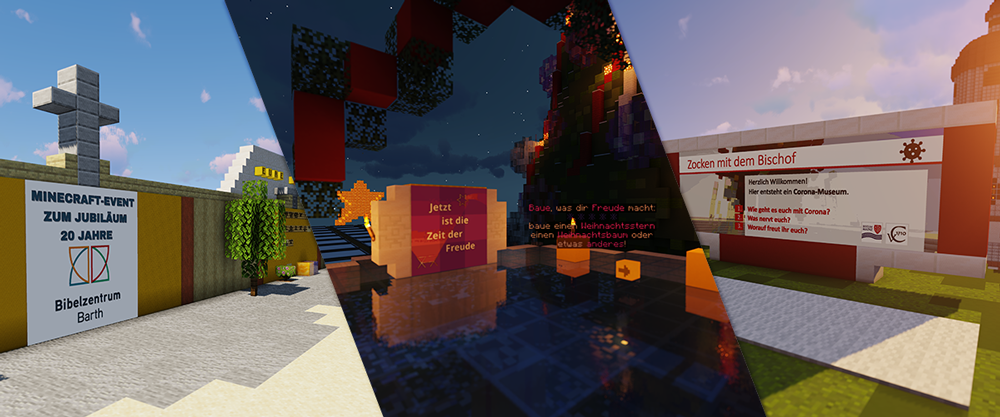 MINECRAFT-EVENT
ZUM JUBILÄUM
20 JAHRE
Bibelzentrum
Barth
Jetzt
ist die
Zeit der
Freude
Baue, was dir Freude macht:
baue einen Weihnachtsstern
einen Weihnachtsbaum oder
etwas anderes!
Zocken mit dem Bischof
Herzlich Willkommen!
Hier entsteht ein Corona-Museum.
Wie geht es euch mit Corona?
Was nervt euch?
Worauf freut ihr euch?